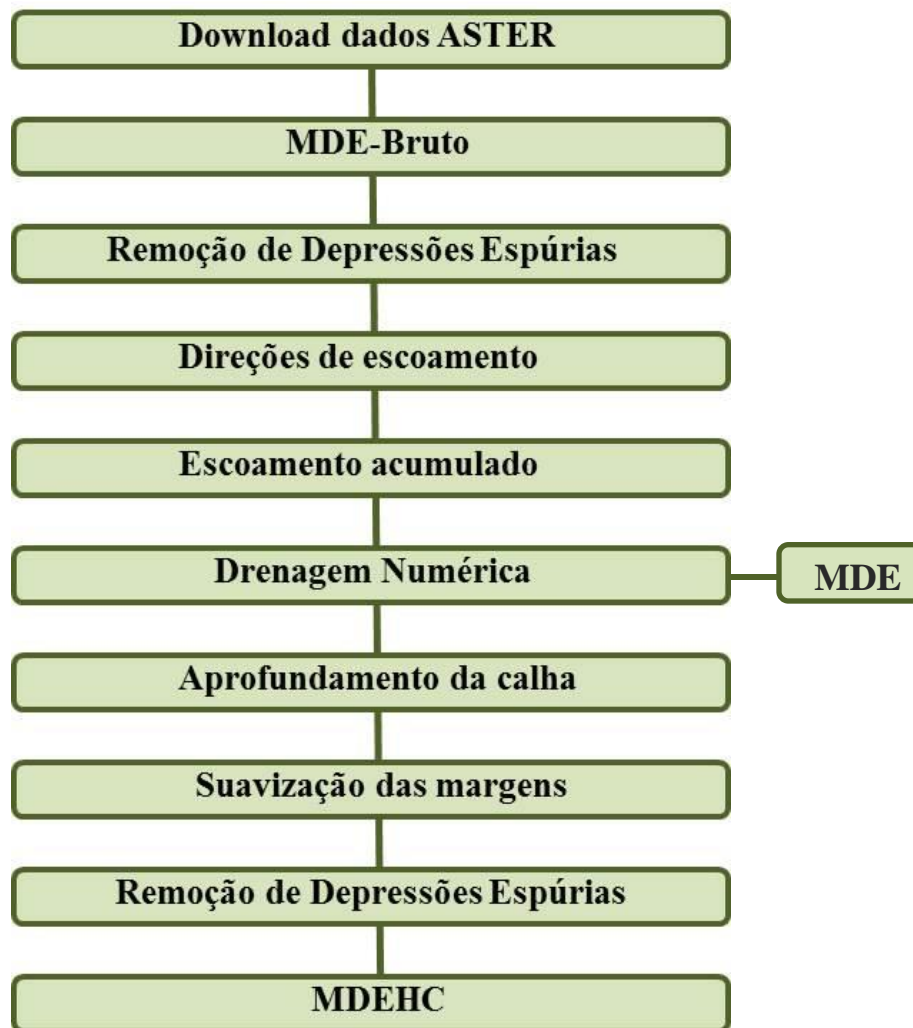 Download dados ASTER
MDE-Bruto
Remoção de Depressões Espúrias
Direções de escoamento
Escoamento acumulado
Drenagem Numérica
MDE
Aprofundamento da calha
Suavização das margens
Remoção de Depressões Espúrias
MDEHC